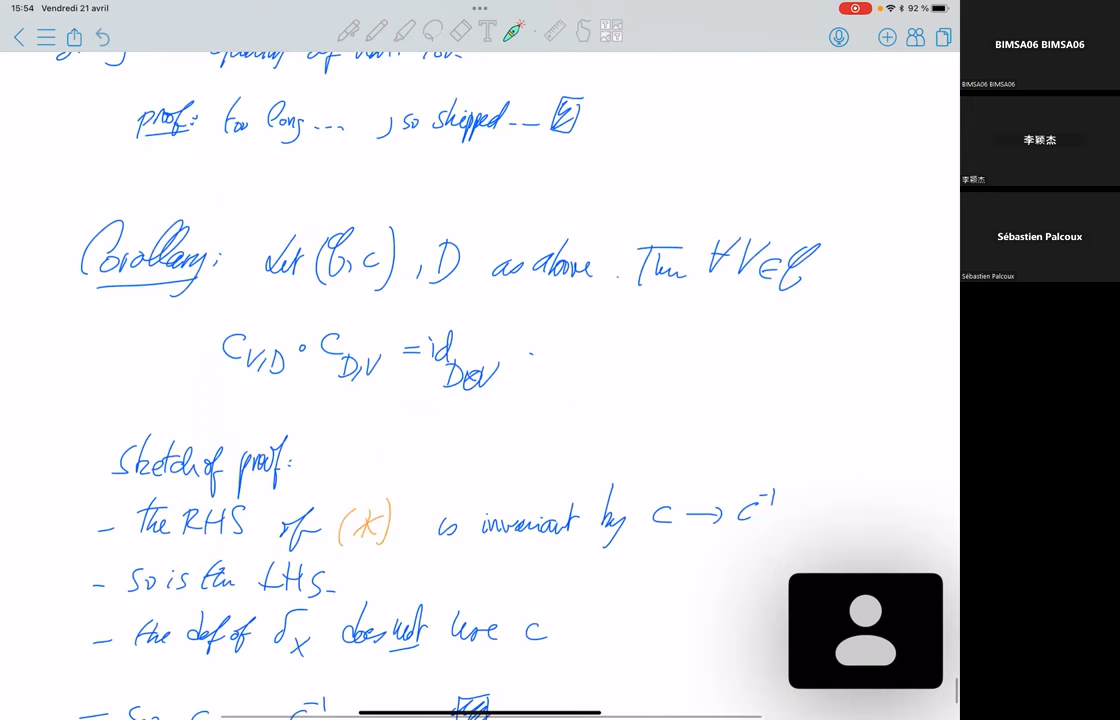 15:54 Vendredi 21 avril
92 %
proof: too long ... , so skipped -- 
BIMSA06 BIMSA06
BIMSA06 BIMSA06
李颖杰
李颖杰
Sébastien Palcoux
Sébastien Palcoux
Corollary: Let (C, c), D as above. Then ∀V∈C
C_{V,D} ∘ C_{D,V} = id_{D⊗V}.
Sketch of proof:
- the RHS of (*) is invariant by c → c^{-1}
- so is the LHS.
- the def of δ_X does not use c